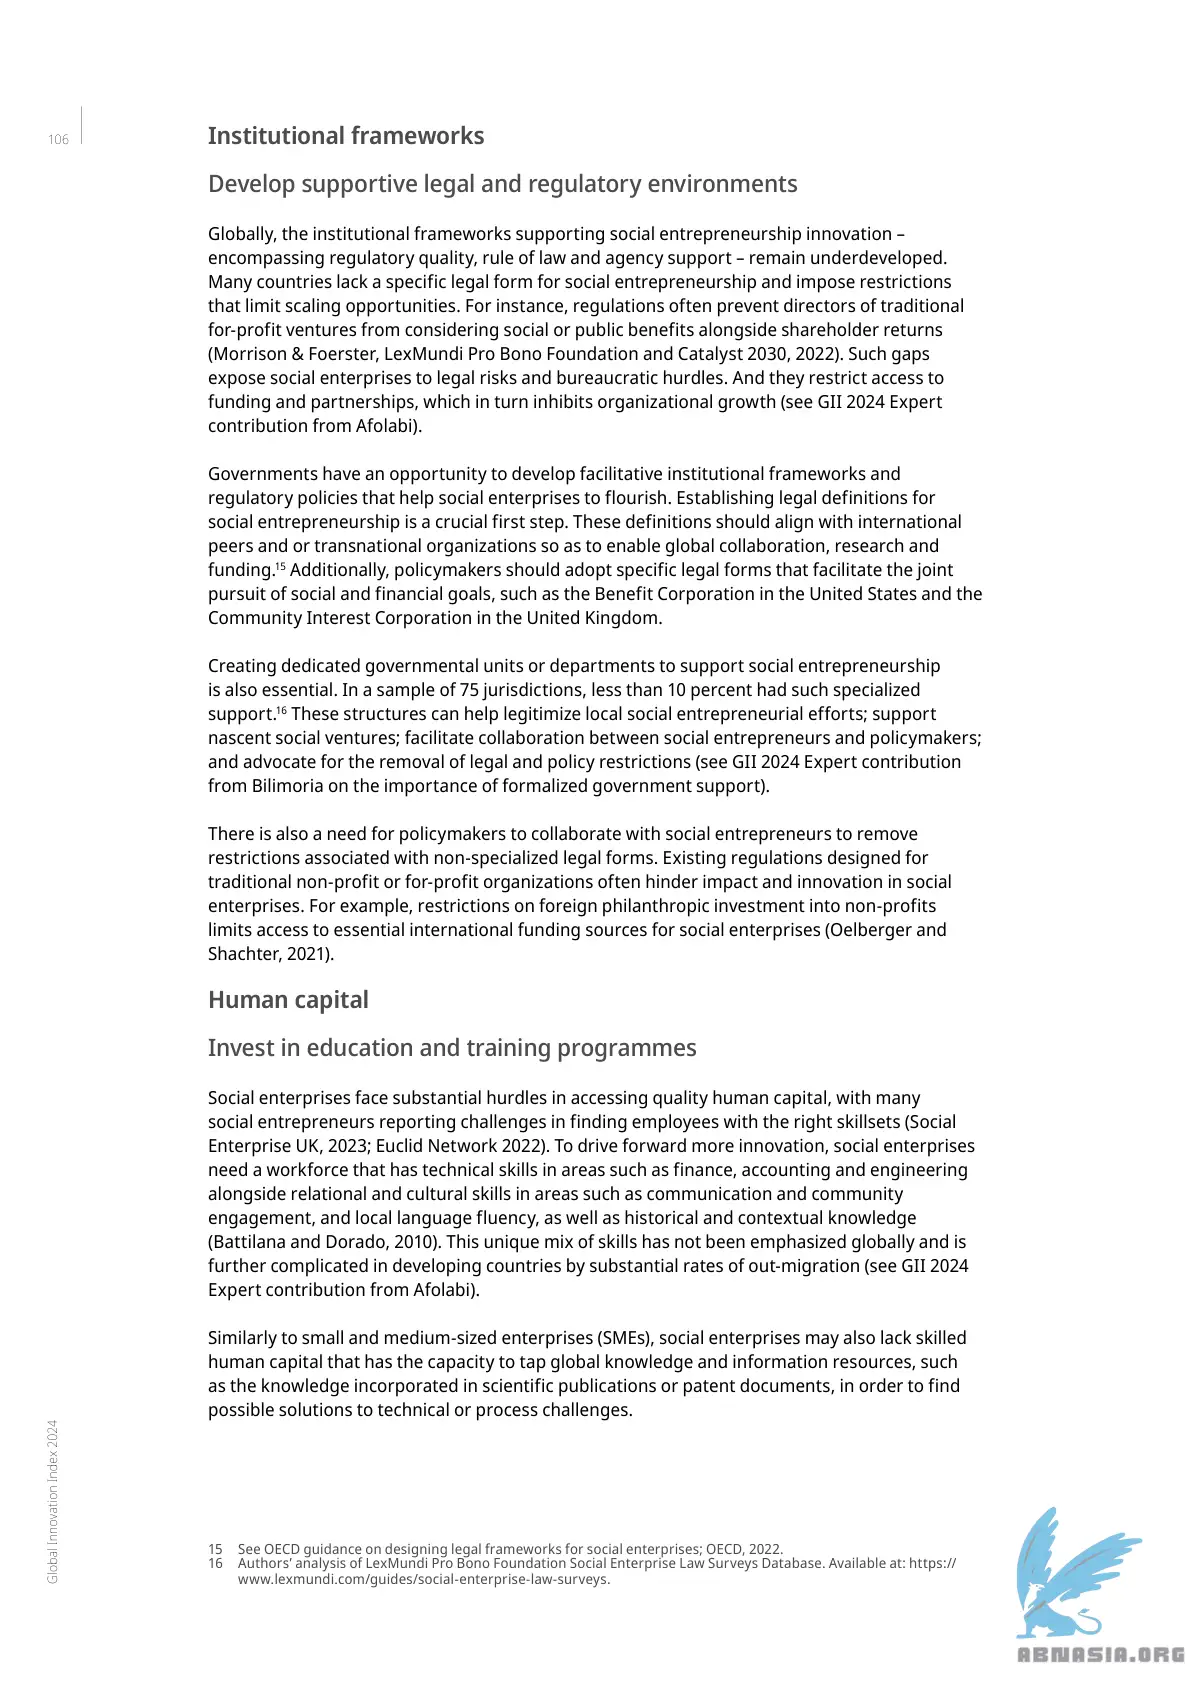 106
Institutional frameworks
Develop supportive legal and regulatory environments
Globally, the institutional frameworks supporting social entrepreneurship innovation –
encompassing regulatory quality, rule of law and agency support – remain underdeveloped.
Many countries lack a specific legal form for social entrepreneurship and impose restrictions
that limit scaling opportunities. For instance, regulations often prevent directors of traditional
for-profit ventures from considering social or public benefits alongside shareholder returns
(Morrison & Foerster, LexMundi Pro Bono Foundation and Catalyst 2030, 2022). Such gaps
expose social enterprises to legal risks and bureaucratic hurdles. And they restrict access to
funding and partnerships, which in turn inhibits organizational growth (see GII 2024 Expert
contribution from Afolabi).
Governments have an opportunity to develop facilitative institutional frameworks and
regulatory policies that help social enterprises to flourish. Establishing legal definitions for
social entrepreneurship is a crucial first step. These definitions should align with international
peers and or transnational organizations so as to enable global collaboration, research and
funding.15 Additionally, policymakers should adopt specific legal forms that facilitate the joint
pursuit of social and financial goals, such as the Benefit Corporation in the United States and the
Community Interest Corporation in the United Kingdom.
Creating dedicated governmental units or departments to support social entrepreneurship
is also essential. In a sample of 75 jurisdictions, less than 10 percent had such specialized
support.16 These structures can help legitimize local social entrepreneurial efforts; support
nascent social ventures; facilitate collaboration between social entrepreneurs and policymakers;
and advocate for the removal of legal and policy restrictions (see GII 2024 Expert contribution
from Bilimoria on the importance of formalized government support).
There is also a need for policymakers to collaborate with social entrepreneurs to remove
restrictions associated with non-specialized legal forms. Existing regulations designed for
traditional non-profit or for-profit organizations often hinder impact and innovation in social
enterprises. For example, restrictions on foreign philanthropic investment into non-profits
limits access to essential international funding sources for social enterprises (Oelberger and
Shachter, 2021).
Human capital
Invest in education and training programmes
Social enterprises face substantial hurdles in accessing quality human capital, with many
social entrepreneurs reporting challenges in finding employees with the right skillsets (Social
Enterprise UK, 2023; Euclid Network 2022). To drive forward more innovation, social enterprises
need a workforce that has technical skills in areas such as finance, accounting and engineering
alongside relational and cultural skills in areas such as communication and community
engagement, and local language fluency, as well as historical and contextual knowledge
(Battilana and Dorado, 2010). This unique mix of skills has not been emphasized globally and is
further complicated in developing countries by substantial rates of out-migration (see GII 2024
Expert contribution from Afolabi).
Similarly to small and medium-sized enterprises (SMEs), social enterprises may also lack skilled
human capital that has the capacity to tap global knowledge and information resources, such
as the knowledge incorporated in scientific publications or patent documents, in order to find
possible solutions to technical or process challenges.
Global Innovation Index 2024
15 See OECD guidance on designing legal frameworks for social enterprises; OECD, 2022.
16 Authors’ analysis of LexMundi Pro Bono Foundation Social Enterprise Law Surveys Database. Available at: https://
www.lexmundi.com/guides/social-enterprise-law-surveys.
ABNASIA.ORG